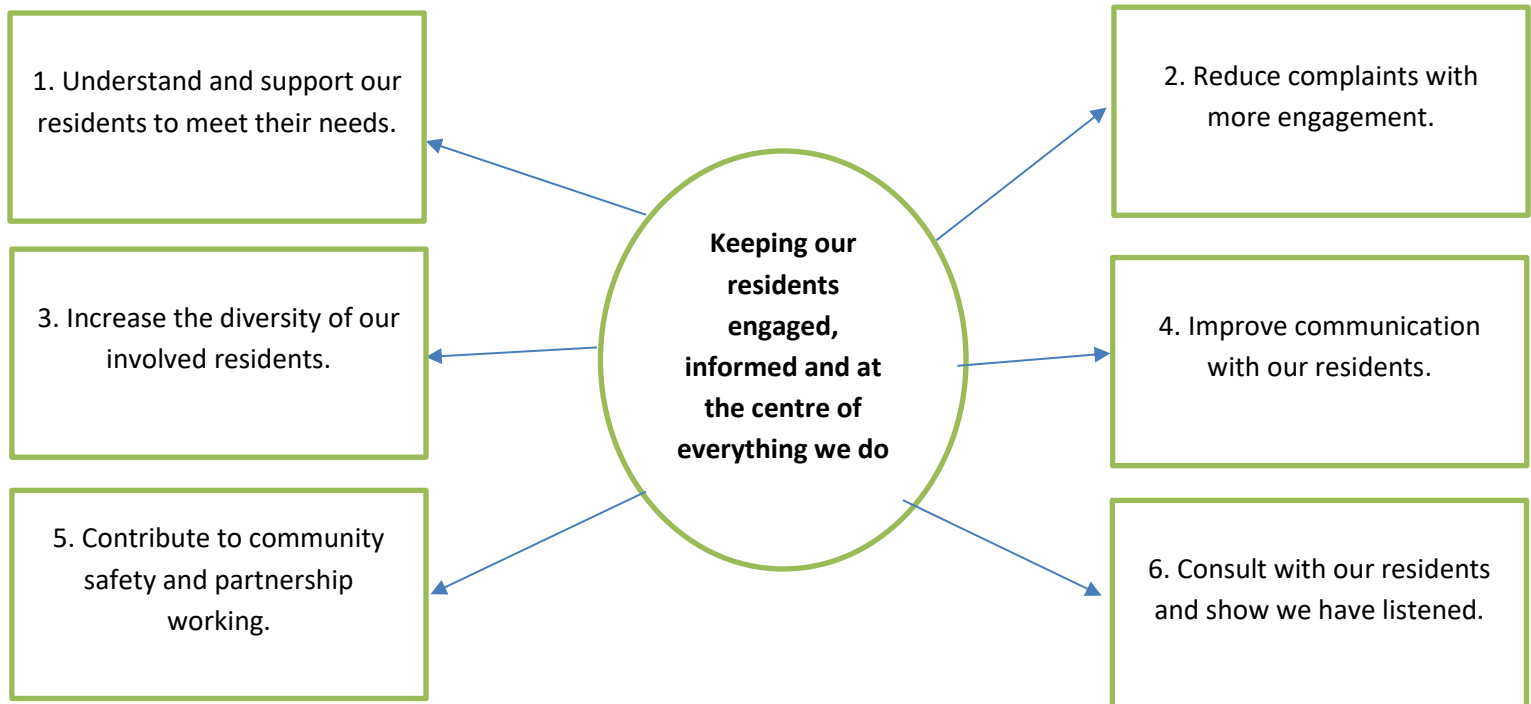 1. Understand and support our
residents to meet their needs.
2. Reduce complaints with
more engagement.
Keeping our
residents
engaged,
informed and at
the centre of
everything we do
3. Increase the diversity of our
involved residents.
4. Improve communication
with our residents.
5. Contribute to community
safety and partnership
working.
6. Consult with our residents
and show we have listened.